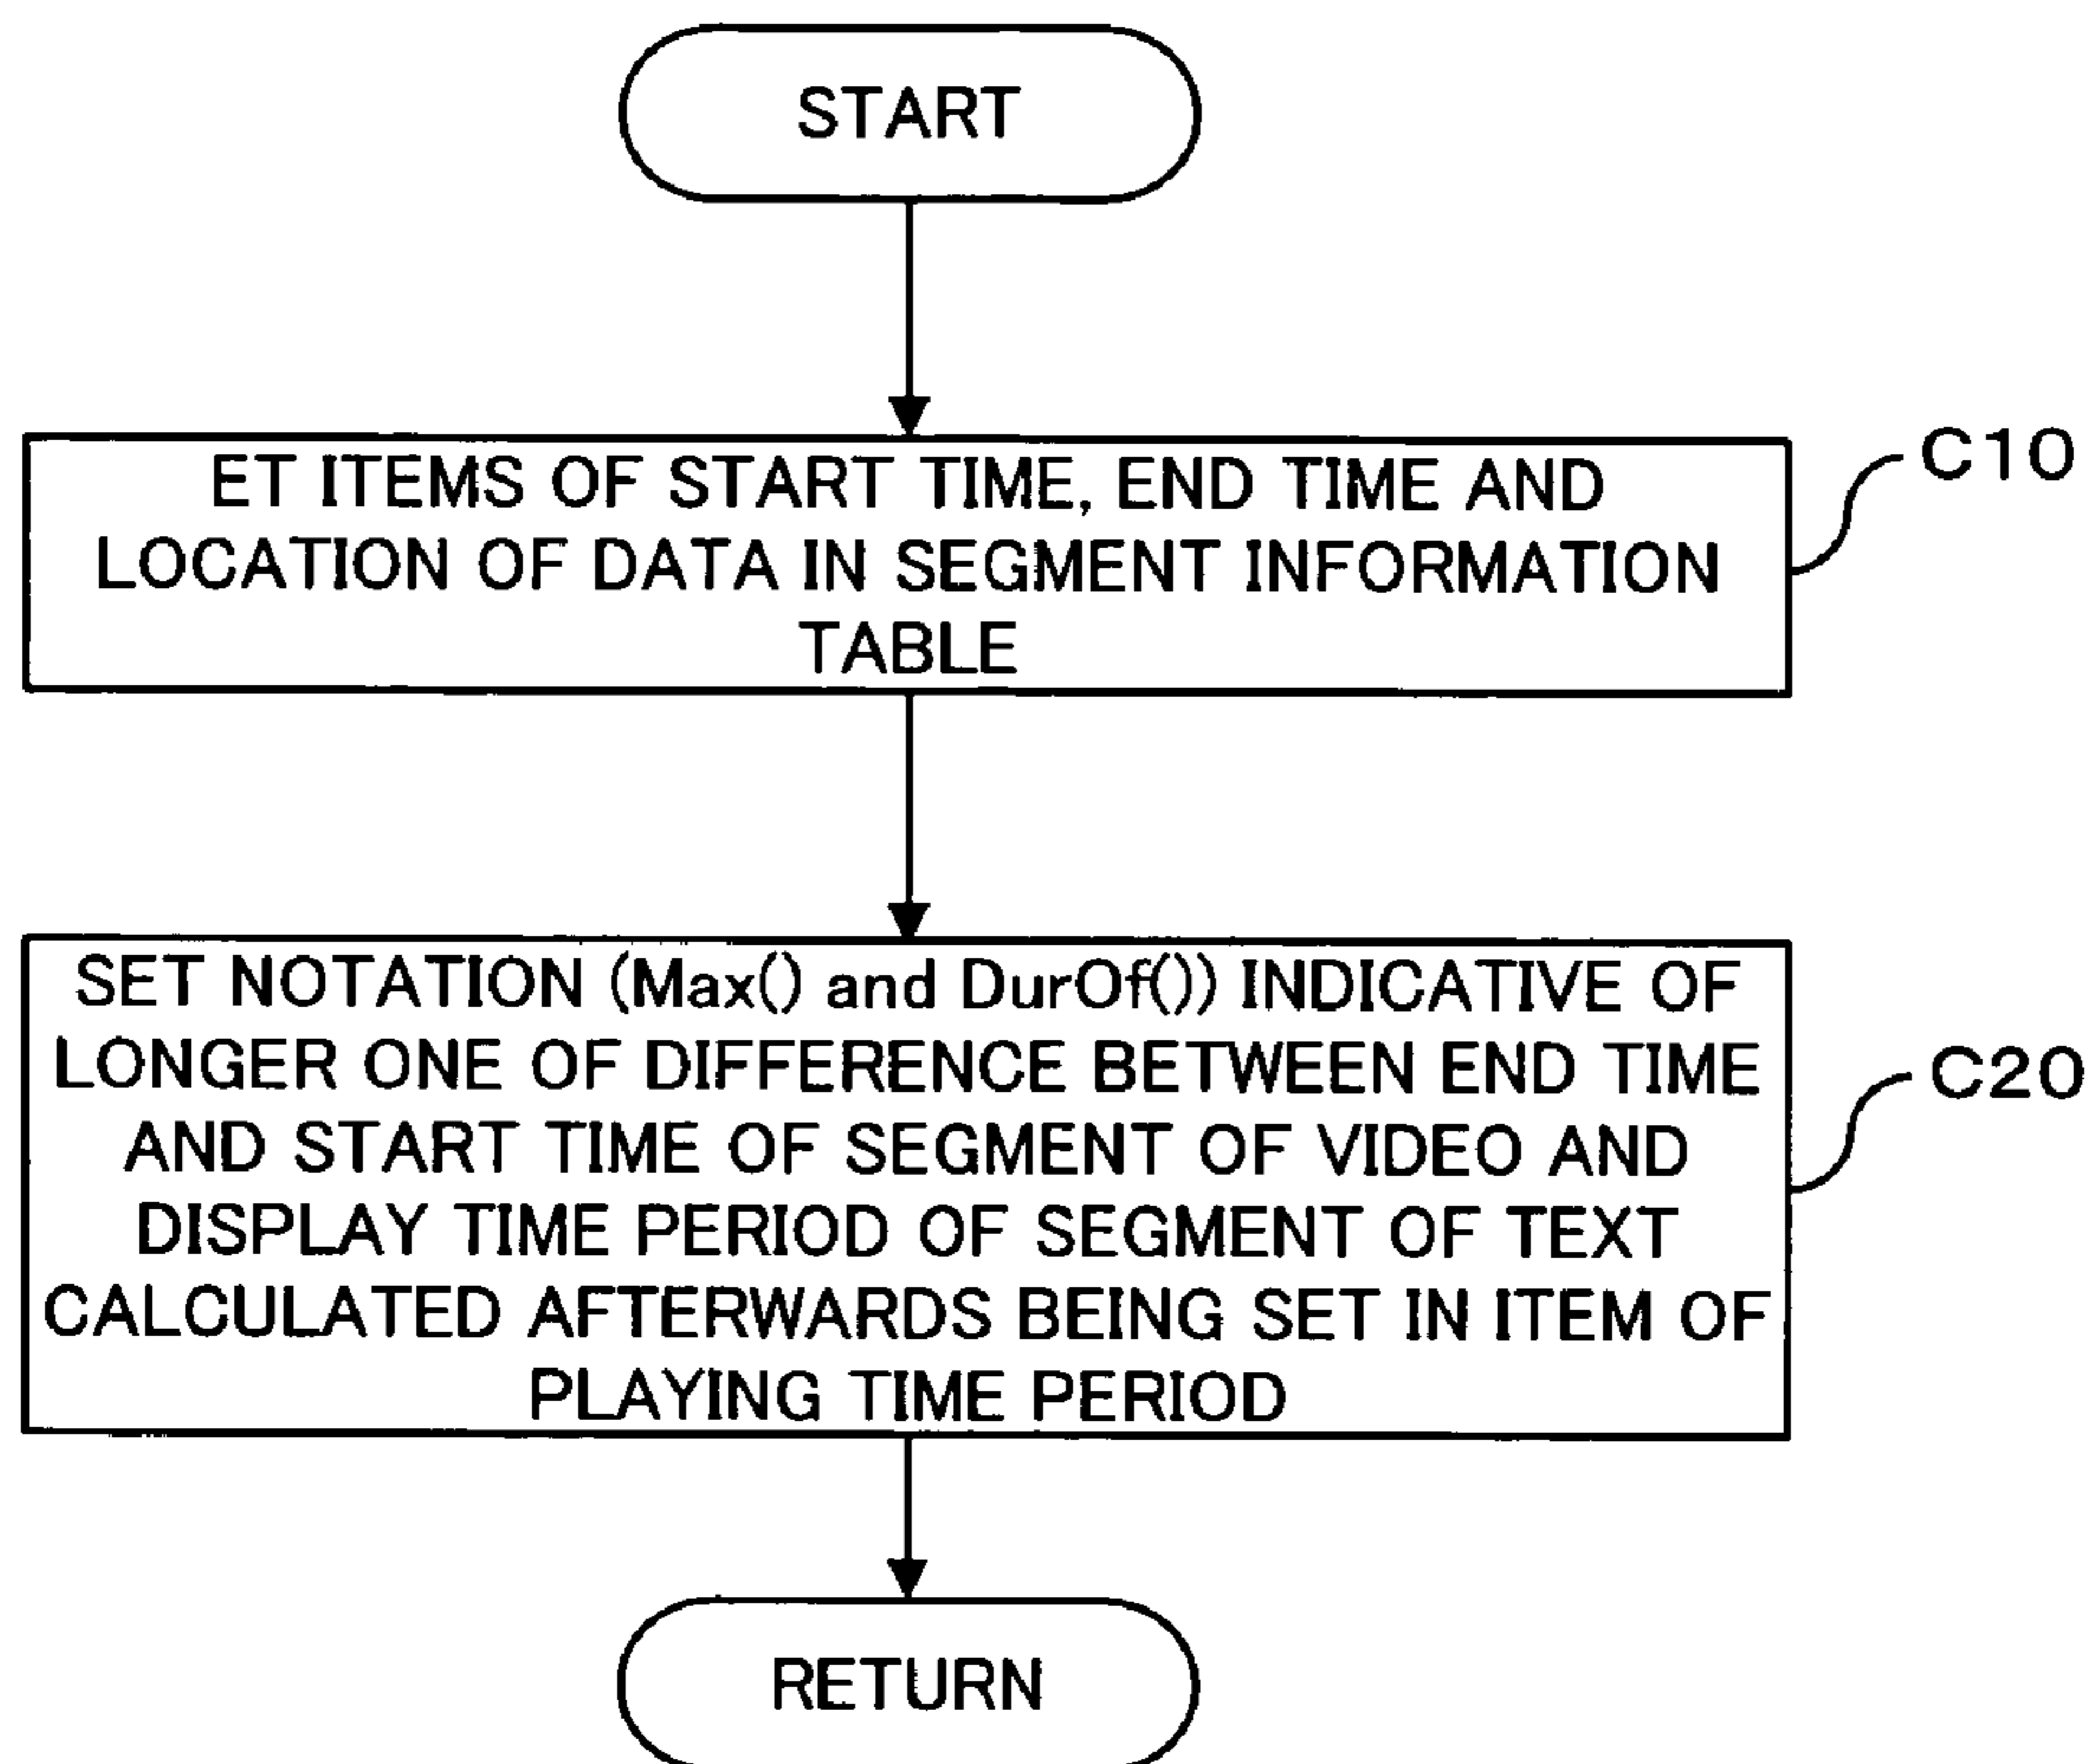 START
ET ITEMS OF START TIME, END TIME AND
LOCATION OF DATA IN SEGMENT INFORMATION
TABLE
C10
SET NOTATION (Max() and DurOf()) INDICATIVE OF
LONGER ONE OF DIFFERENCE BETWEEN END TIME
AND START TIME OF SEGMENT OF VIDEO AND
DISPLAY TIME PERIOD OF SEGMENT OF TEXT
CALCULATED AFTERWARDS BEING SET IN ITEM OF
PLAYING TIME PERIOD
C20
RETURN